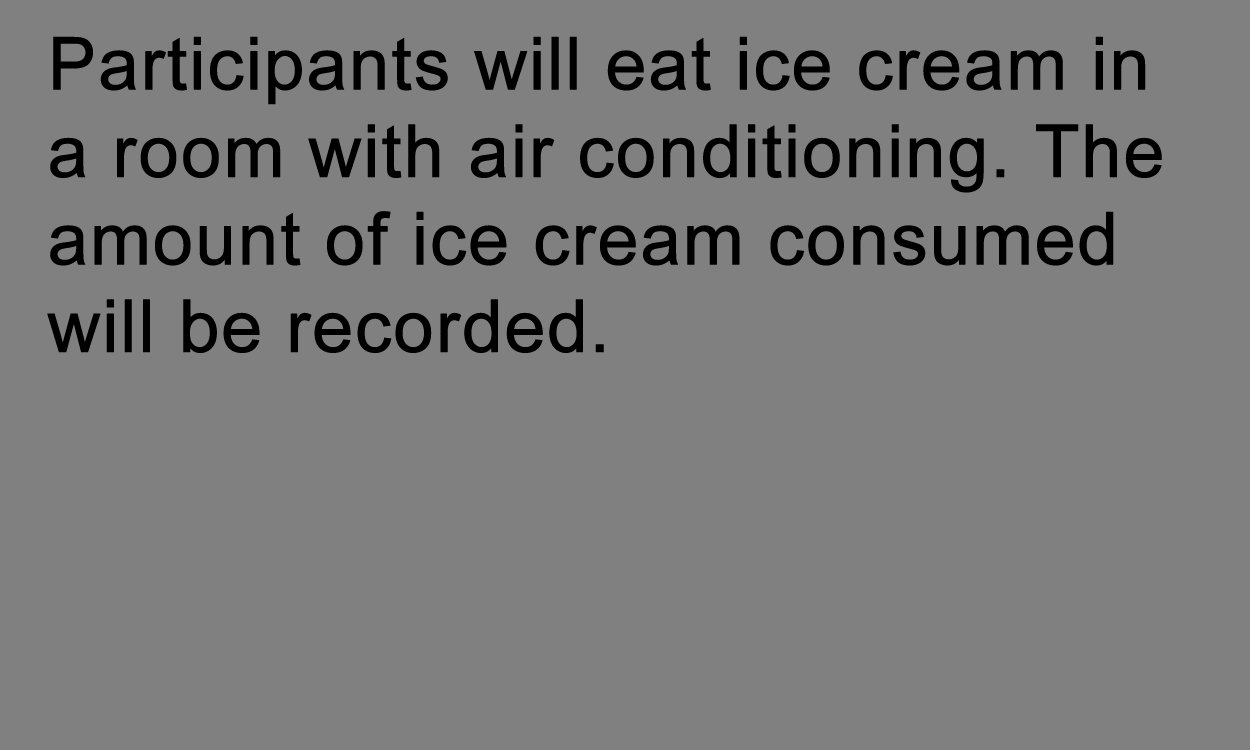 Participants will eat ice cream in
a room with air conditioning. The
amount of ice cream consumed
will be recorded.